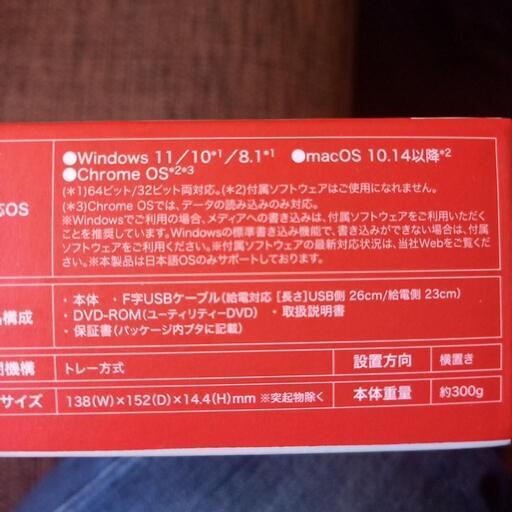 ●Windows 11/10*1/8.1*1 ●macOS 10.14以降*2
●Chrome OS*2*3
OS
(*1)64ビット/32ビット両対応。(*2)付属ソフトウェアはご使用になれません。
(*3)Chrome OSでは、データの読み込みのみ対応。
※Windowsでご利用の場合、メディアへの書き込みは、付属ソフトウェアをご利用いただく
ことを推奨しています。Windowsの標準書き込み機能で、書き込みができない場合は、付属
ソフトウェアをご利用ください。※付属ソフトウェアの最新対応状況は、当社Webをご覧くだ
さい。※本製品は日本語OSのみサポートしております。
構成
・本体 ・F字USBケーブル(給電対応 [長さ]USB側 26cm/給電側 23cm)
・DVD-ROM(ユーティリティーDVD) ・取扱説明書
・保証書(パッケージ内ブタに記載)
機構 トレー方式 設置方向 横置き
サイズ 138(W)×152(D)×14.4(H)mm ※突起物除く 本体重量 約300g